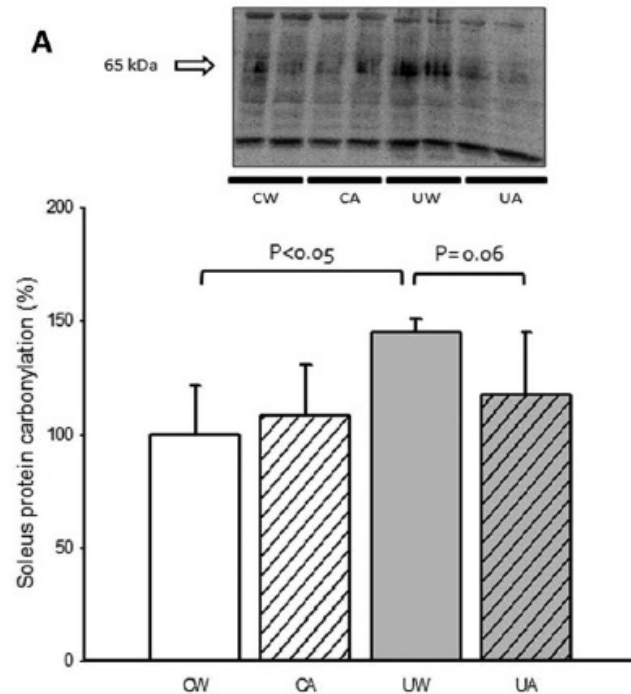 A
65 kDa
CW CA UW UA
200
P<0.05 P=0.06
150
100
50
0
Soleus protein carbonylation (%)
CW CA UW UA